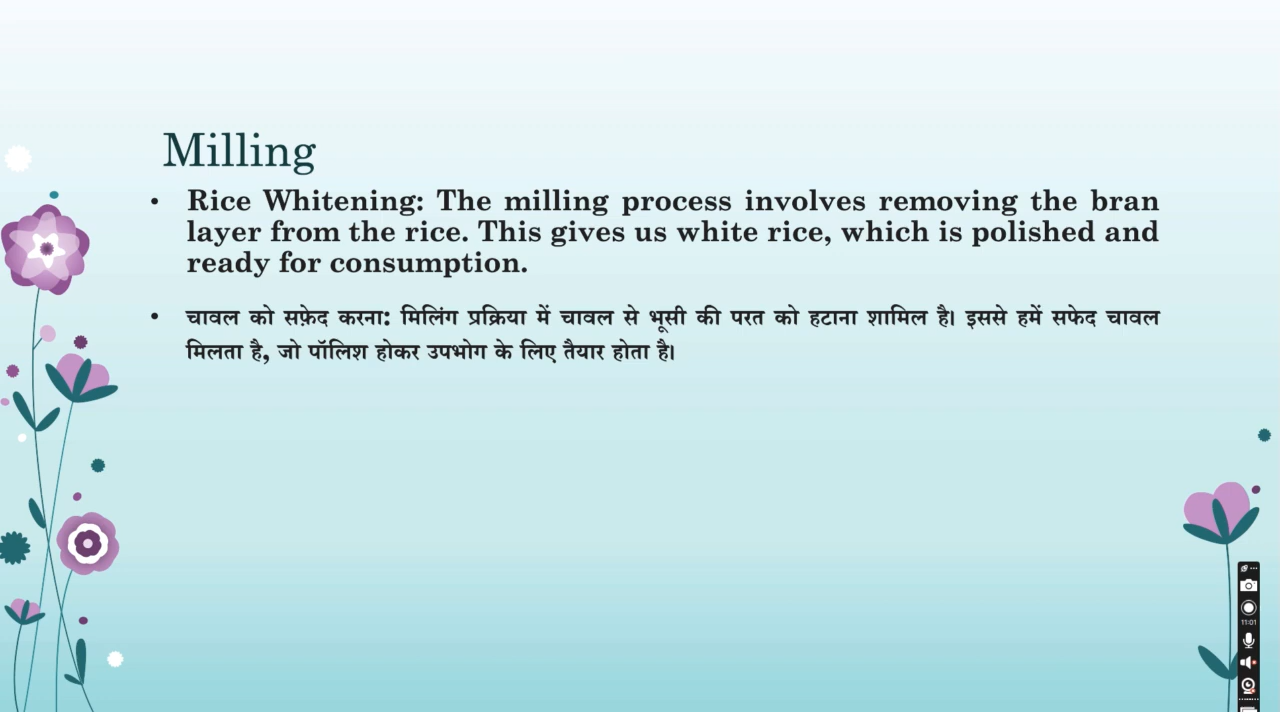 Milling
• Rice Whitening: The milling process involves removing the bran
layer from the rice. This gives us white rice, which is polished and
ready for consumption.
• चावल को सफ़ेद करना: मिलिंग प्रक्रिया में चावल से भूसी की परत को हटाना शामिल है। इससे हमें सफेद चावल
मिलता है, जो पॉलिश होकर उपभोग के लिए तैयार होता है।
11:01